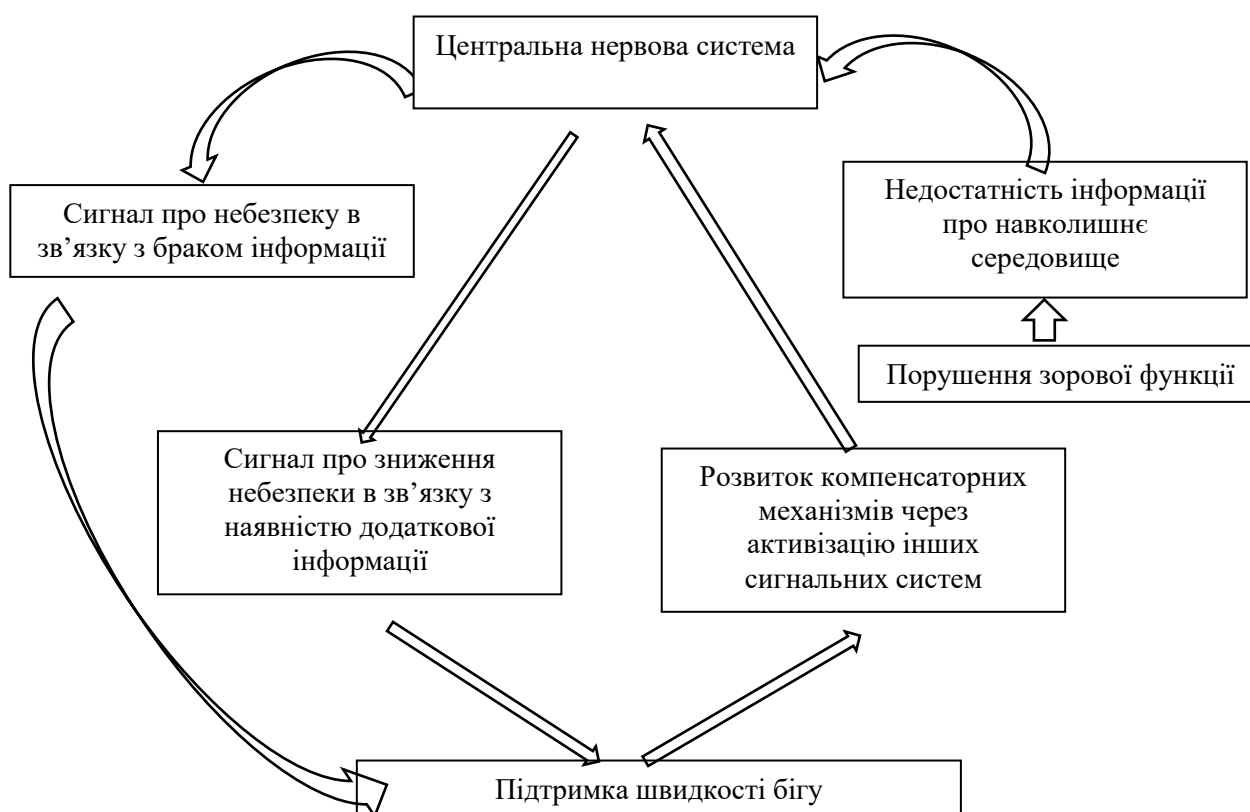 Центральна нервова система
Сигнал про небезпеку в
зв’язку з браком інформації
Недостатність інформації
про навколишнє
середовище
Порушення зорової функції
Сигнал про зниження
небезпеки в зв’язку з
наявністю додаткової
інформації
Розвиток компенсаторних
механізмів через
активізацію інших
сигнальних систем
Підтримка швидкості бігу